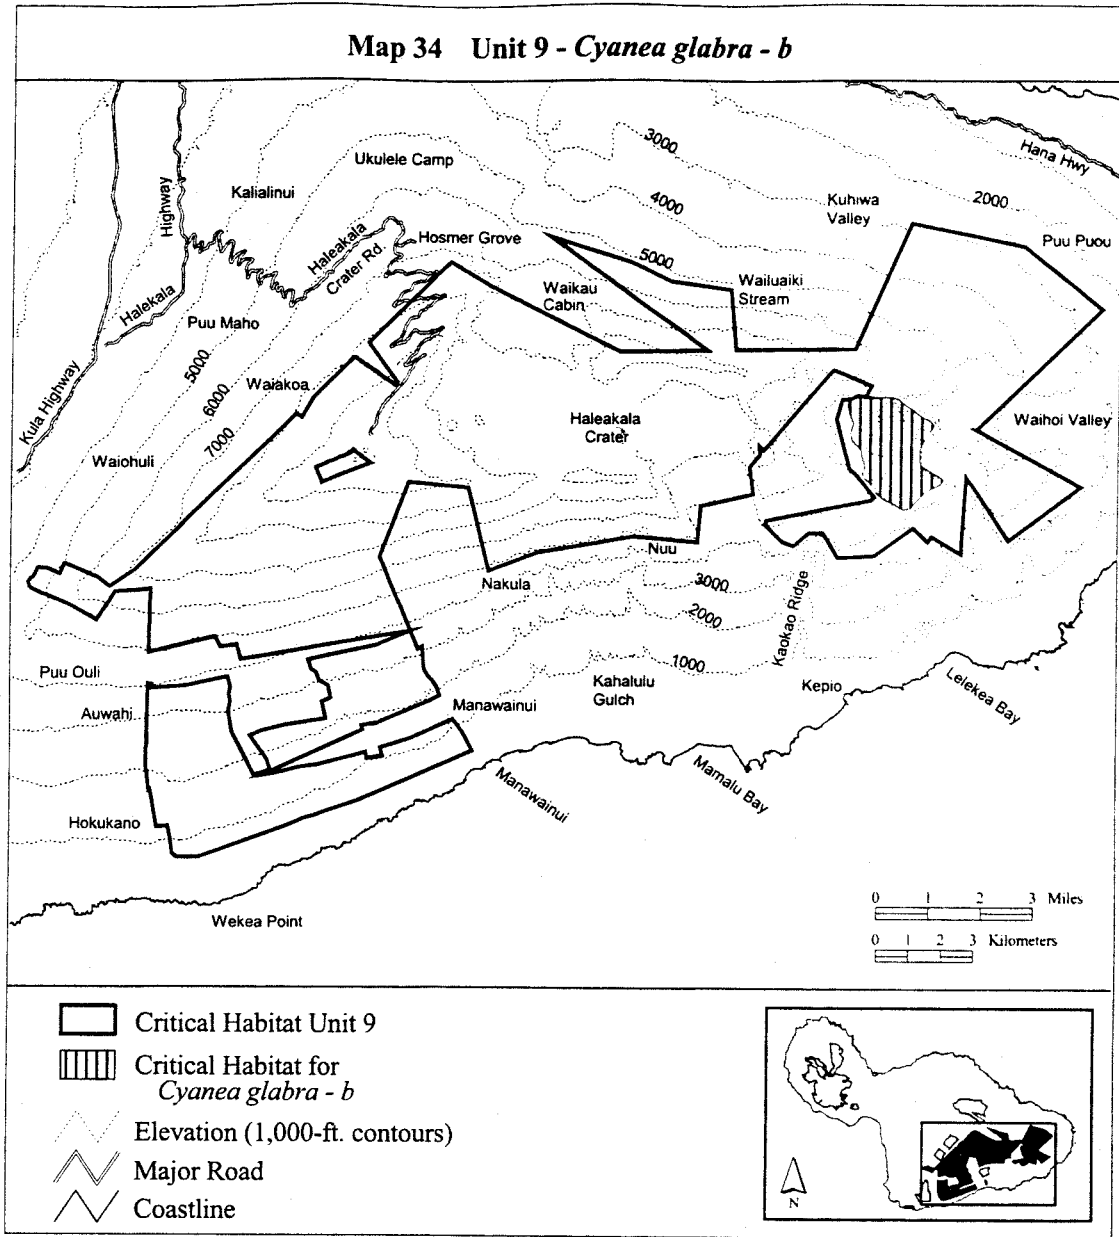 Map 34 Unit 9 - Cyanea glabra - b
3000
Hana Hwy
Ukulele Camp
Kalialinui
Highway
4000
Kuhiwa
Valley
2000
Puu Puou
Haleakala
Crater Rd.
Hosmer Grove
5000
Waikau
Cabin
Wailuaiki
Stream
Halekala
Puu Maho
5000
6000
7000
Waiakoa
Kula Highway
Haleakala
Crater
Waihoi Valley
Waiohuli
Nuu
Nakula
3000
2000
1000
Kaokao Ridge
Puu Ouli
Auwahi
Kahalulu
Gulch
Kepio
Lelekea Bay
Manawainui
Mamalu Bay
Manawainui
Hokukano
Wekea Point
0 1 2 3 Miles
0 1 2 3 Kilometers
Critical Habitat Unit 9
Critical Habitat for
Cyanea glabra - b
Elevation (1,000-ft. contours)
Major Road
Coastline
N